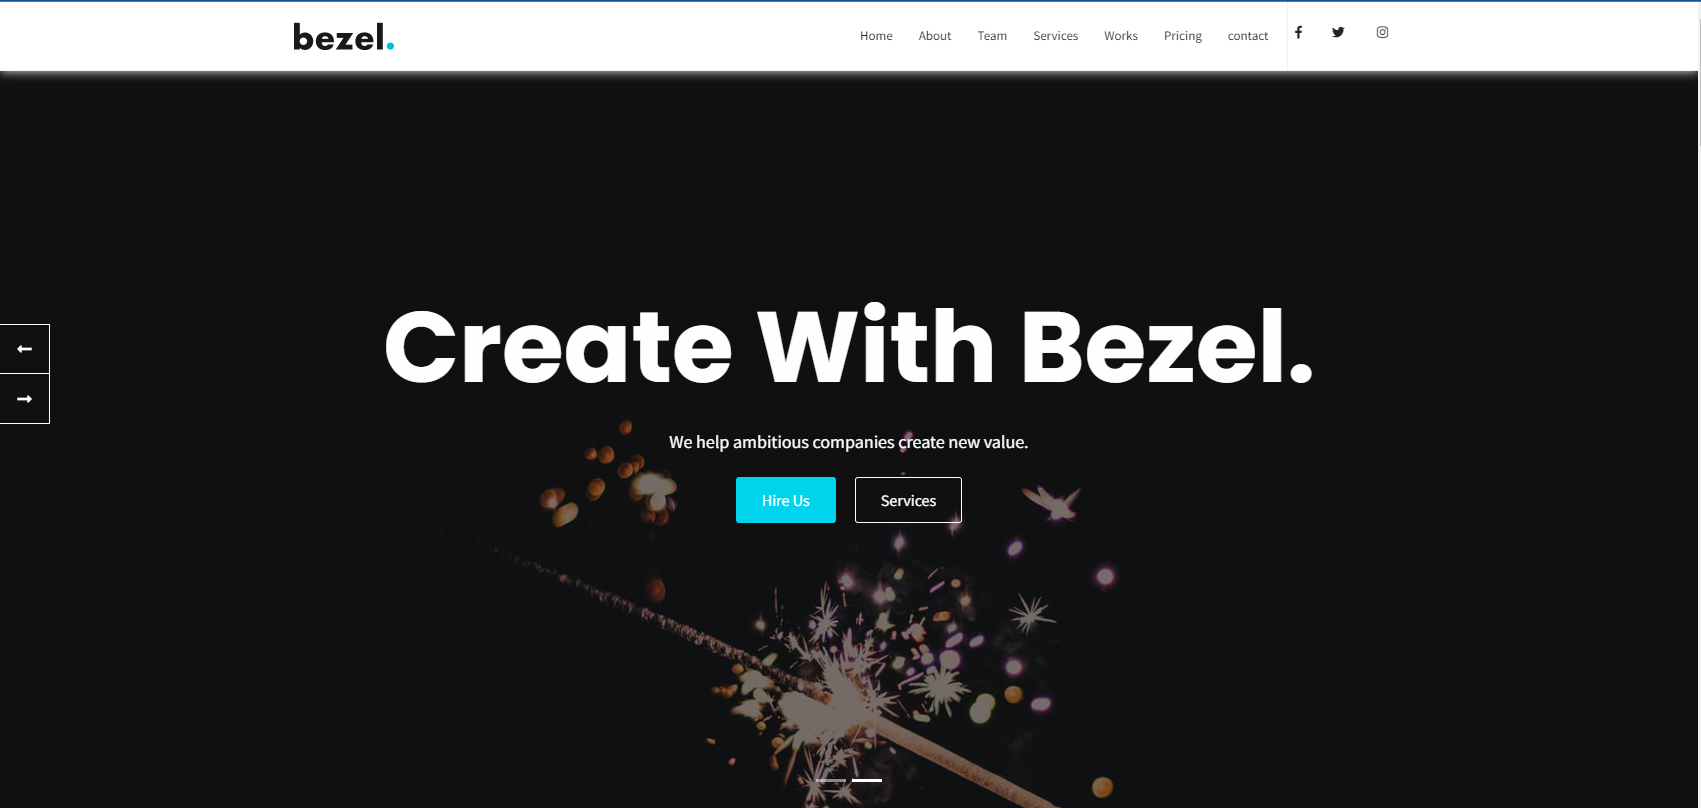 bezel.
Home About Team Services Works Pricing contact
Create With Bezel.
We help ambitious companies create new value.
Hire Us Services